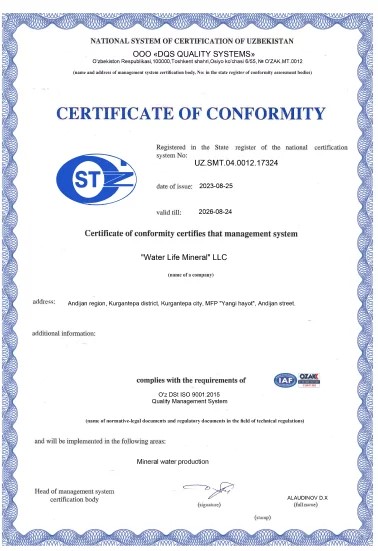 NATIONAL SYSTEM OF CERTIFICATION OF UZBEKISTAN
OOO «DQS QUALITY SYSTEMS»
O'zbekiston Respublikasi,100000,Toshkent shahri,Osiyo ko'chasi 6/55, № O'ZAK.MT.0012
(name and address of management system certification body, No: in the state register of conformity assessment bodies)
CERTIFICATE OF CONFORMITY
Registered in the State register of the national certification
system No:
UZ.SMT.04.0012.17324
ST
date of issue: 2023-08-25
valid till: 2026-08-24
Certificate of conformity certifies that management system
"Water Life Mineral" LLC
(name of a company)
address: Andijan region, Kurgantepa district, Kurgantepa city, MFP "Yangi hayot", Andijan street.
additional information:
complies with the requirements of
IAF
OZAKK
O'z DSt ISO 9001:2015
Quality Management System
(name of normative-legal documents and regulatory documents in the field of technical regulations)
and will be implemented in the following areas:
Mineral water production
Head of management system
certification body
(signature)
ALAUDINOV D.X
(full name)
(stamp)